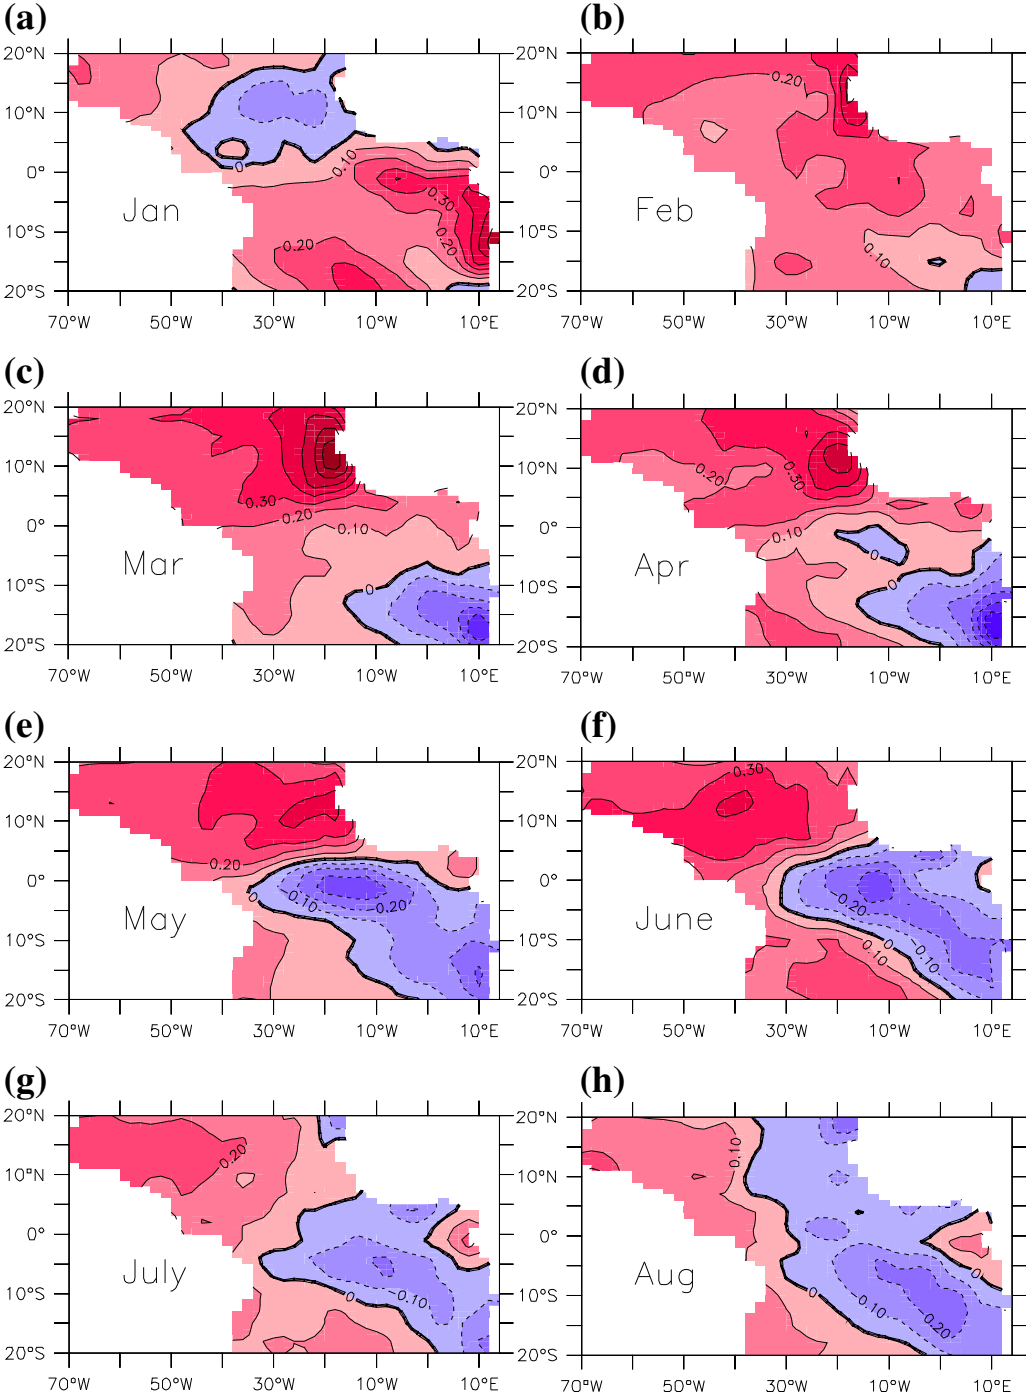 (a) (b)
20°N 20°N
10°N 0.20 10°N
0 0.10
0° 0°
0.30
Jan Feb
10°S 0.20 0.20 10°S 0.10
20°S 20°S
70°W 50°W 30°W 10°W 10°E 70°W 50°W 30°W 10°W 10°E
(c) (d)
20°N 20°N
10°N 10°N 0.20 0.30
0.30
0.20
0° 0.10 0° 0.10
0
Mar Apr
10°S 0 10°S 0
20°S 20°S
70°W 50°W 30°W 10°W 10°E 70°W 50°W 30°W 10°W 10°E
(e) (f)
20°N 20°N 0.30
10°N 10°N
0.20
0° 0°
0 0.10 0.20 0.20
May June
10°S 10°S 0 0.10
0.10
20°S 20°S
70°W 50°W 30°W 10°W 10°E 70°W 50°W 30°W 10°W 10°E
(g) (h)
20°N 20°N
0.20 0.10
10°N 10°N
0° 0°
July Aug 0
10°S 0 0.10 10°S 0 0.10
0.20
20°S 20°S
70°W 50°W 30°W 10°W 10°E 70°W 50°W 30°W 10°W 10°E